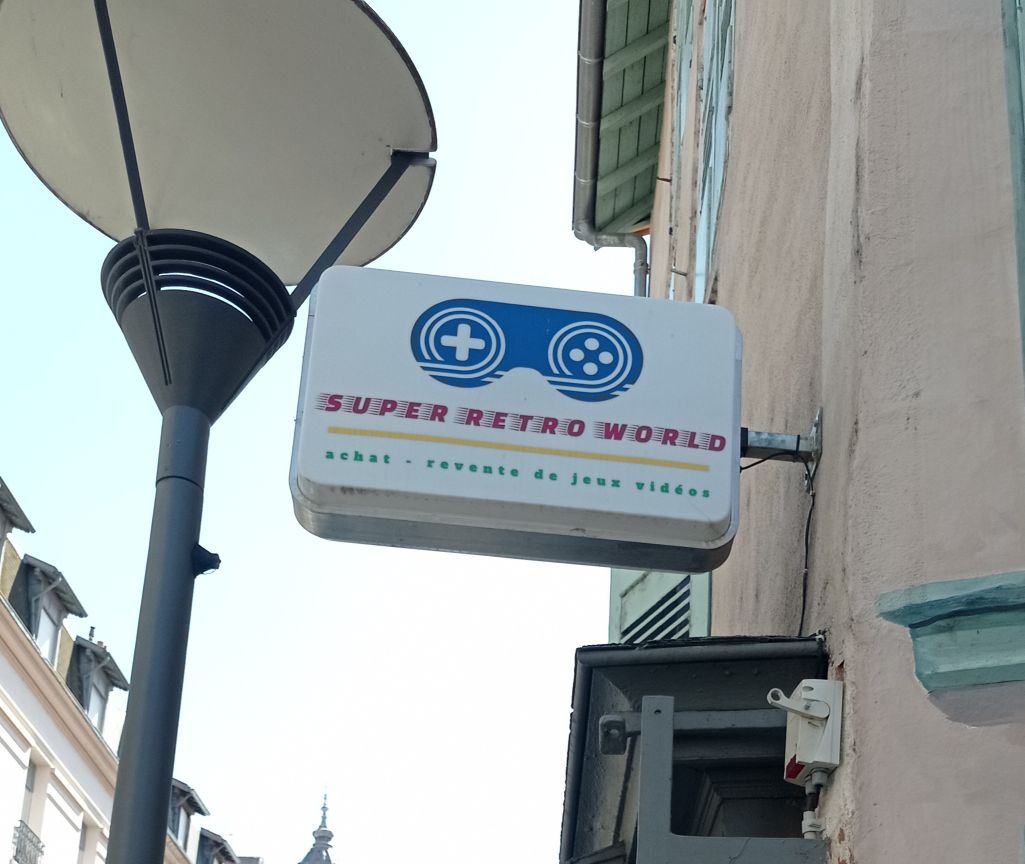 SUPER RETRO WORLD
achat - revente de jeux vidéos